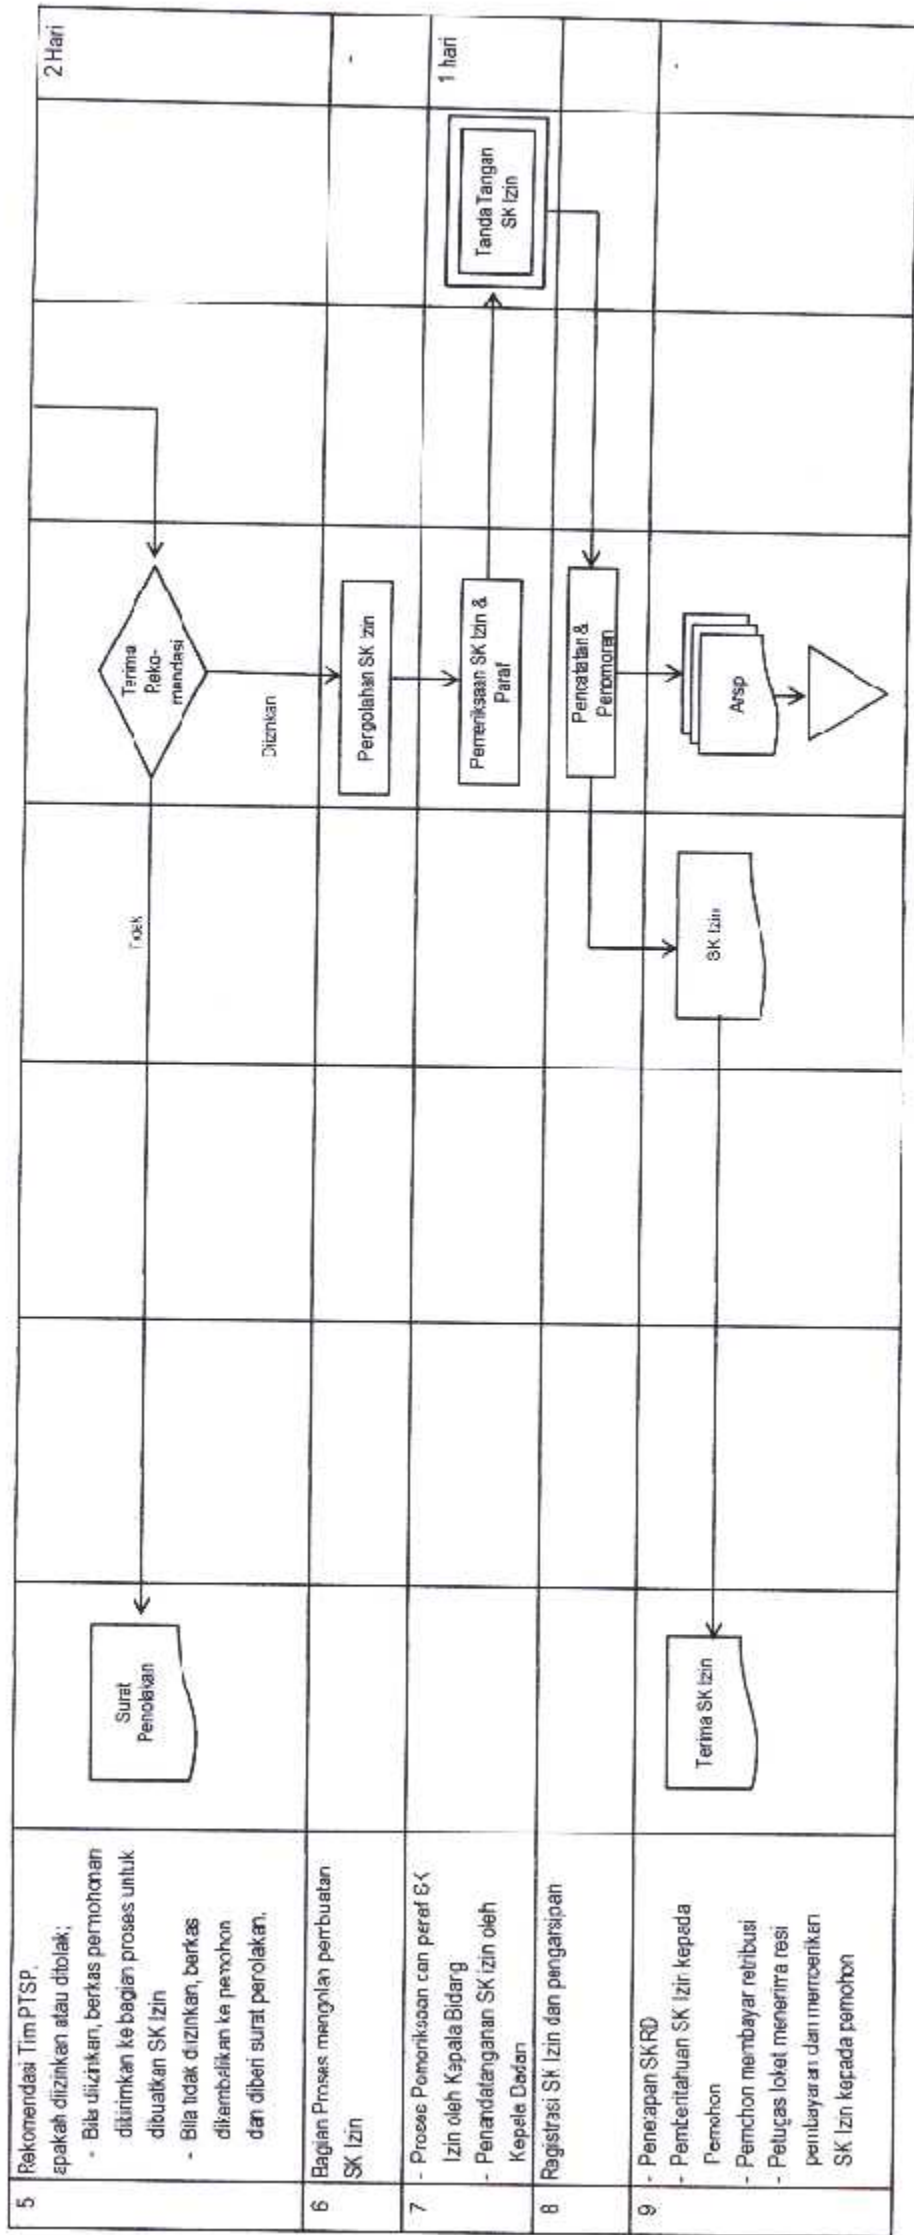 5
Rekomendasi Tim PTSP,
apakah diizinkan atau ditolak;
- Bila diizinkan, berkas permohonan
dikirimkan ke bagian proses untuk
dibuatkan SK Izin
- Bila tidak diizinkan, berkas
dikembalikan ke pemohon
dan diberi surat penolakan.
Surat
Penolakan
Tidak
Terima
Reko-
mendasi
Diizinkan
2 Hari
6
Bagian Proses mengolah pembuatan
SK Izin
Pergolahan SK Izin
-
7
- Proses Pemeriksaan dan paraf SK
Izin oleh Kepala Bidang
- Penandatanganan SK izin oleh
Kepala Badan
Pemeriksaan SK Izin &
Paraf
Tanda Tangan
SK Izin
1 hari
8
Registrasi SK Izin dan pengarsipan
Pencatatan &
Penomoran
9
- Penetapan SKRD
- Pemberitahuan SK Izin kepada
Pemohon
- Pemohon membayar retribusi
- Petugas loket menerima resi
pembayaran dan memberikan
SK Izin kepada pemohon
Terima SK Izin
SK Izin
Arsp